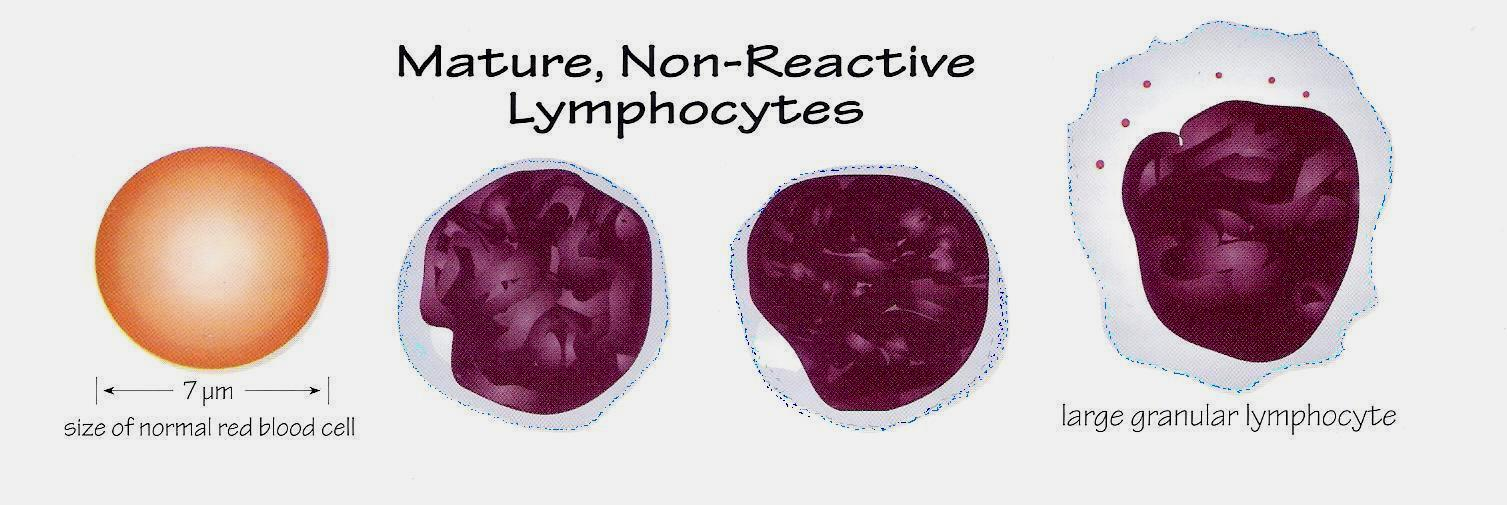 Mature, Non-Reactive
Lymphocytes
7 µm
size of normal red blood cell
large granular lymphocyte